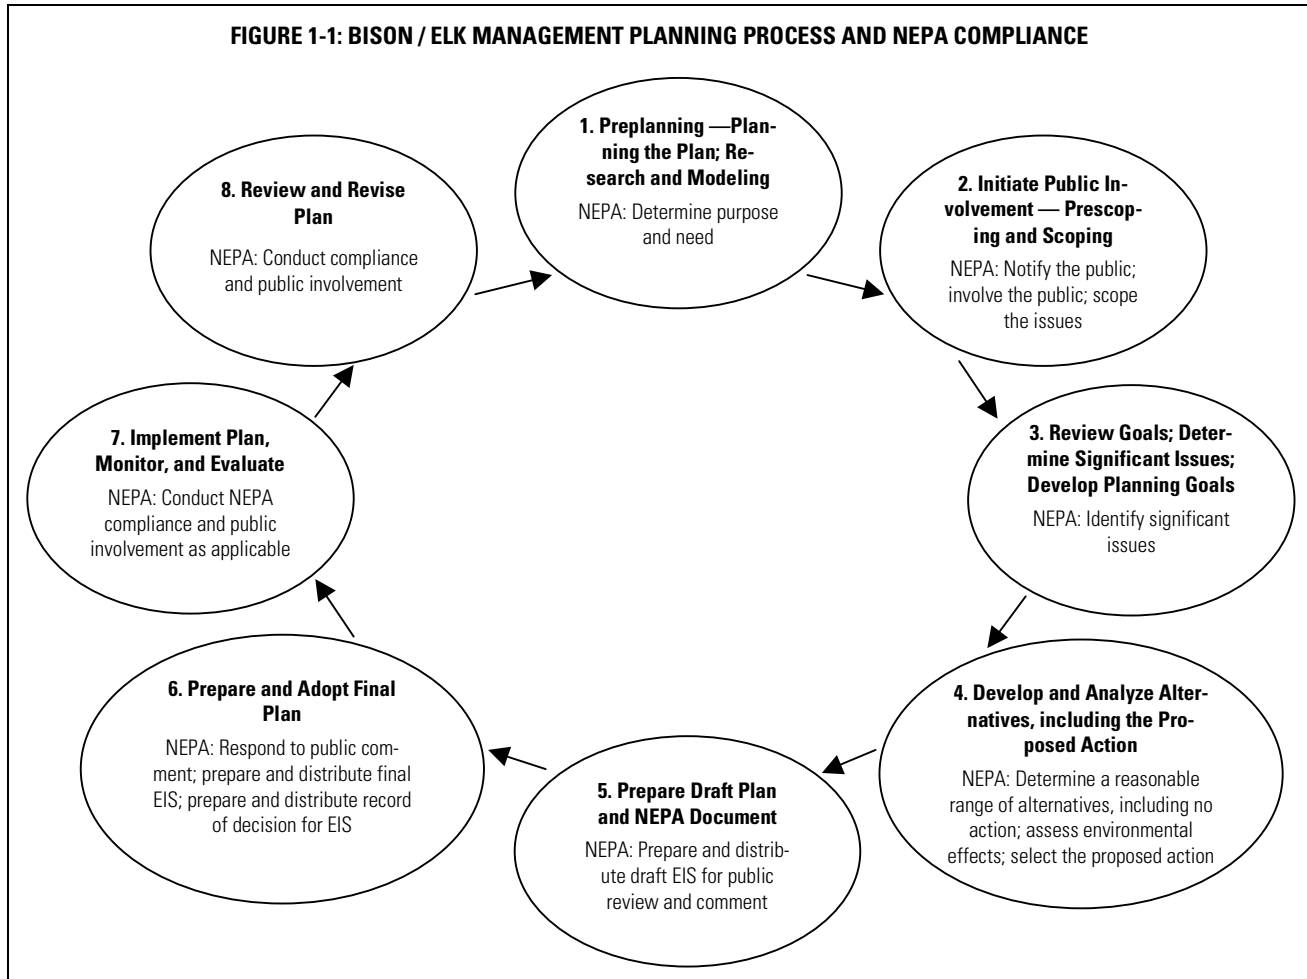 FIGURE 1-1: BISON / ELK MANAGEMENT PLANNING PROCESS AND NEPA COMPLIANCE
1. Preplanning —Plan-
ning the Plan; Re-
search and Modeling
NEPA: Determine purpose
and need
2. Initiate Public In-
volvement — Prescop-
ing and Scoping
NEPA: Notify the public;
involve the public; scope
the issues
3. Review Goals; Deter-
mine Significant Issues;
Develop Planning Goals
NEPA: Identify significant
issues
4. Develop and Analyze Alter-
natives, including the Pro-
posed Action
NEPA: Determine a reasonable
range of alternatives, including no
action; assess environmental
effects; select the proposed action
5. Prepare Draft Plan
and NEPA Document
NEPA: Prepare and distrib-
ute draft EIS for public
review and comment
6. Prepare and Adopt Final
Plan
NEPA: Respond to public com-
ment; prepare and distribute final
EIS; prepare and distribute record
of decision for EIS
7. Implement Plan,
Monitor, and Evaluate
NEPA: Conduct NEPA
compliance and public
involvement as applicable
8. Review and Revise
Plan
NEPA: Conduct compliance
and public involvement